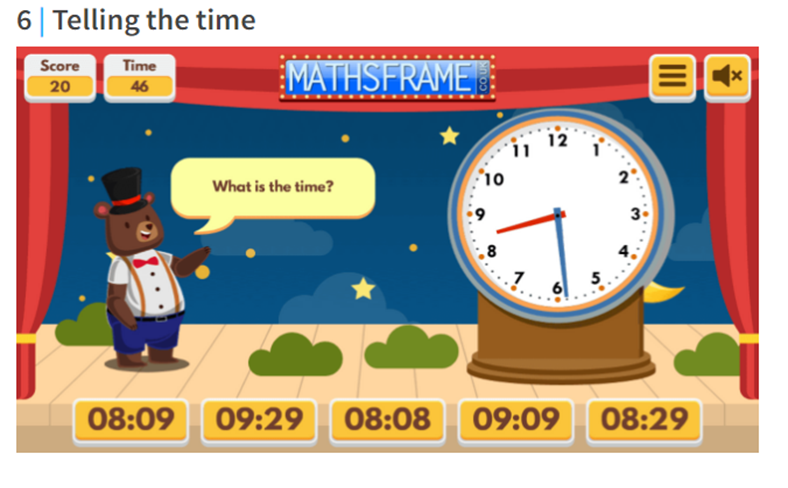 6 | Telling the time
Score
20
Time
46
MATHSFRAME.CO.UK
What is the time?
12
1
2
3
4
5
6
7
8
9
10
11
08:09 09:29 08:08 09:09 08:29